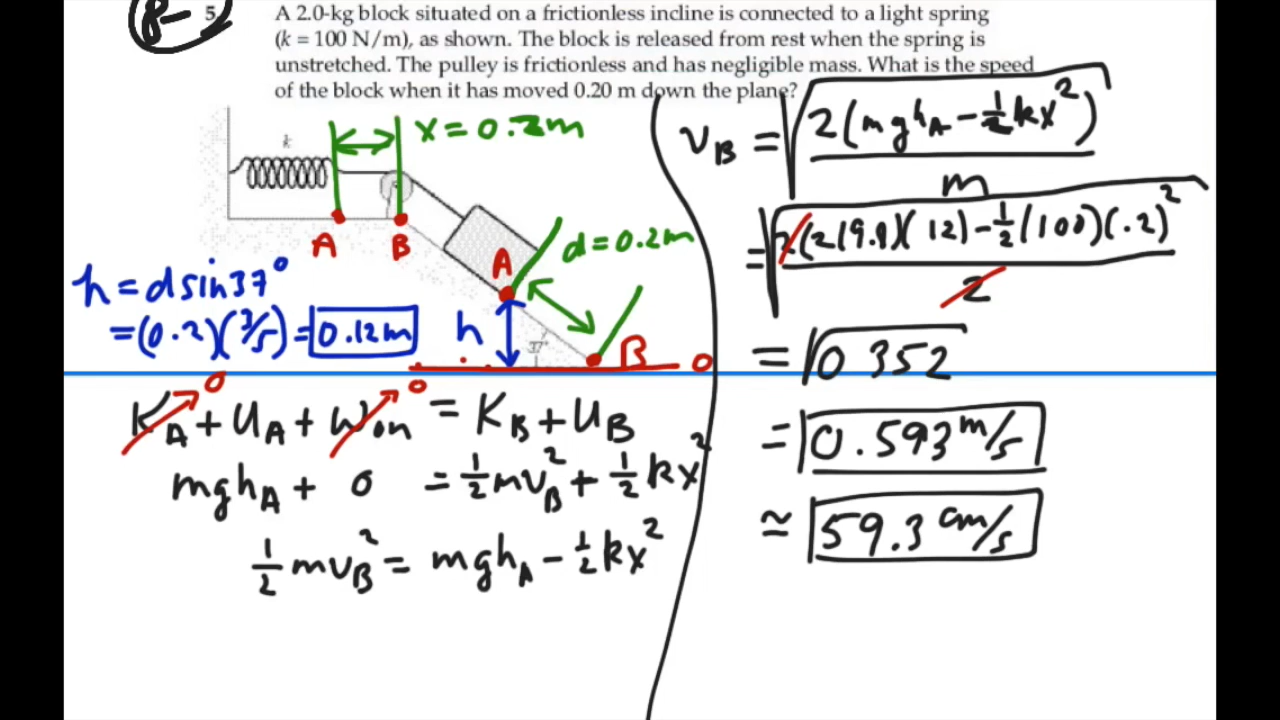 8-
5. A 2.0-kg block situated on a frictionless incline is connected to a light spring
(k = 100 N/m), as shown. The block is released from rest when the spring is
unstretched. The pulley is frictionless and has negligible mass. What is the speed
of the block when it has moved 0.20 m down the plane?
x = 0.2m
k
A
B
A
d = 0.2m
h = d sin 37°
= (0.2)(3/5) = 0.12m
h
37°
B
0
K_A + U_A + W_on = K_B + U_B
0
0
mgh_A + 0 = ½mv_B² + ½kx²
½mv_B² = mgh_A - ½kx²
v_B = √(2(mgh_A - ½kx²)/m)
= √(2(2(9.8)(.12) - ½(100)(.2)²)/2)
= √0.352
= 0.593 m/s
≃ 59.3 cm/s